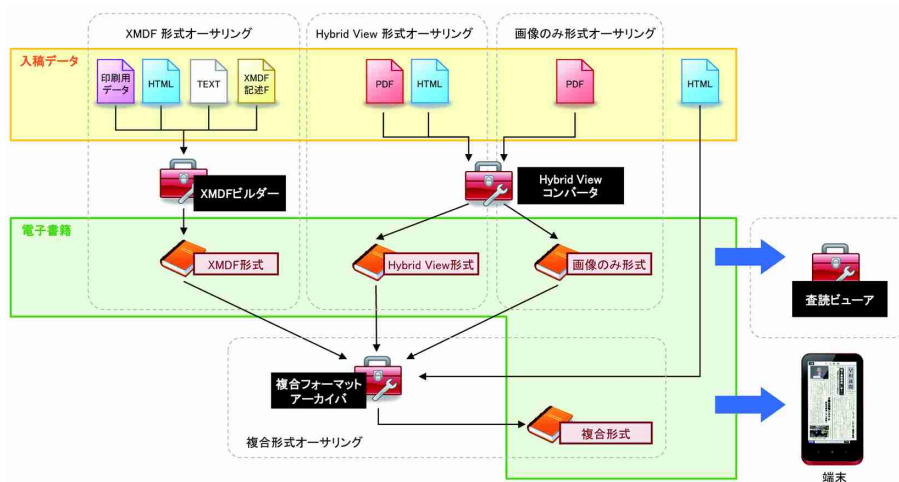 XMDF 形式オーサリング
Hybrid View 形式オーサリング
画像のみ形式オーサリング
入稿データ
印刷用
データ
HTML
TEXT
XMDF
記述F
PDF
HTML
PDF
HTML
XMDFビルダー
Hybrid View
コンバータ
電子書籍
XMDF形式
Hybrid View形式
画像のみ形式
査読ビューア
複合フォーマット
アーカイバ
複合形式
複合形式オーサリング
端末